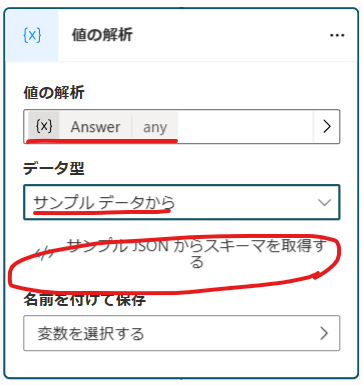 {x} 値の解析 ...
値の解析
{x} Answer any
データ型
サンプル データから
</> サンプル JSON からスキーマを取得す
る
名前を付けて保存
変数を選択する